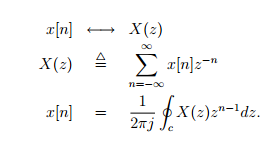 x[n] ⟷ X(z)
X(z) ≜ ∑_{n=-∞}^{∞} x[n]z^{-n}
x[n] = \frac{1}{2πj} ∮_c X(z)z^{n-1}dz.